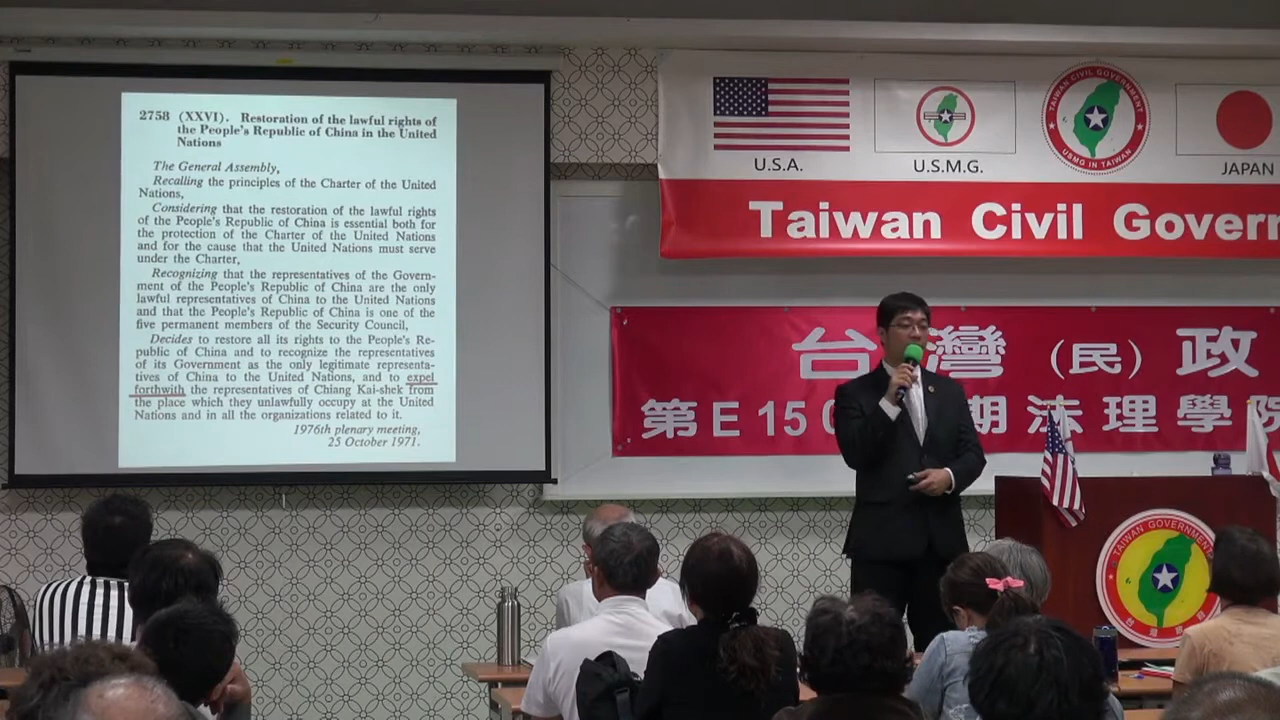 2758 (XXVI). Restoration of the lawful rights of
the People's Republic of China in the United
Nations
The General Assembly,
Recalling the principles of the Charter of the United
Nations,
Considering that the restoration of the lawful rights
of the People's Republic of China is essential both for
the protection of the Charter of the United Nations
and for the cause that the United Nations must serve
under the Charter,
Recognizing that the representatives of the Govern-
ment of the People's Republic of China are the only
lawful representatives of China to the United Nations
and that the People's Republic of China is one of the
five permanent members of the Security Council,
Decides to restore all its rights to the People's Re-
public of China and to recognize the representatives
of its Government as the only legitimate representa-
tives of China to the United Nations, and to expel
forthwith the representatives of Chiang Kai-shek from
the place which they unlawfully occupy at the United
Nations and in all the organizations related to it.
1976th plenary meeting,
25 October 1971.
TAIWAN CIVIL GOVERNMENT
USMG IN TAIWAN
U.S.A.
U.S.M.G.
JAPAN
Taiwan Civil Govern
台灣(民)政
第E150期法理學院
TAIWAN GOVERNMENT